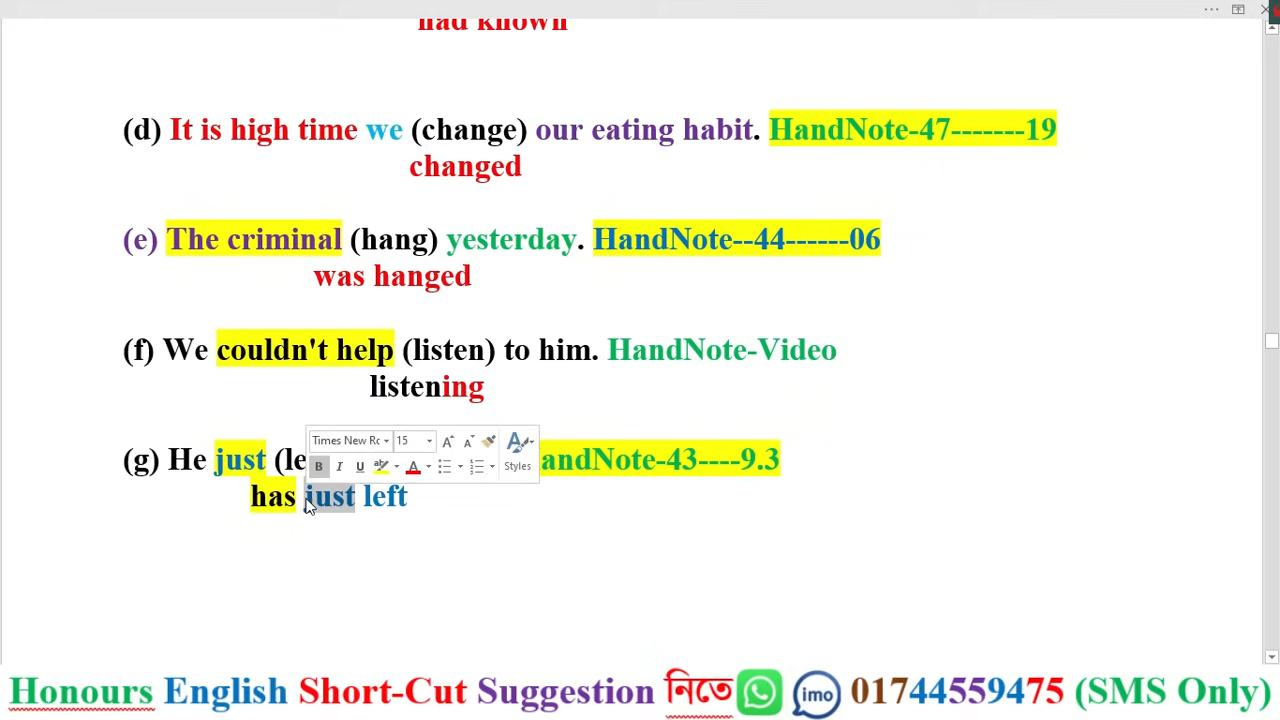 had known
(d) It is high time we (change) our eating habit. HandNote-47-------19
changed
(e) The criminal (hang) yesterday. HandNote--44------06
was hanged
(f) We couldn't help (listen) to him. HandNote-Video
listening
Times New Ro 15
B I U ab A Styles
(g) He just (le andNote-43----9.3
has just left
Honours English Short-Cut Suggestion নিতে imo 01744559475 (SMS Only)